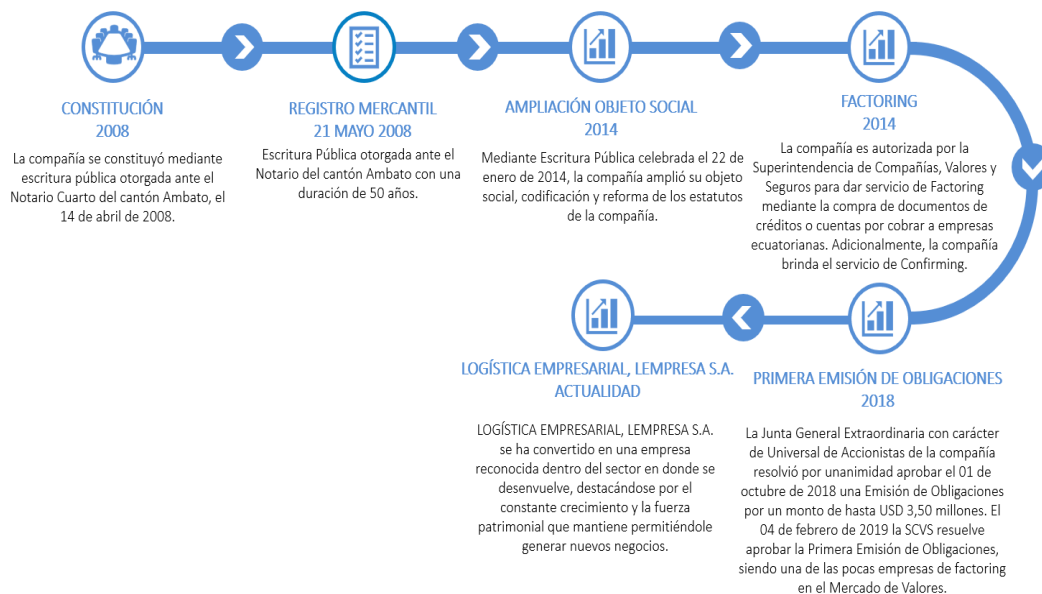 CONSTITUCIÓN
2008
La compañía se constituyó mediante
escritura pública otorgada ante el
Notario Cuarto del cantón Ambato, el
14 de abril de 2008.
REGISTRO MERCANTIL
21 MAYO 2008
Escritura Pública otorgada ante el
Notario del cantón Ambato con una
duración de 50 años.
AMPLIACIÓN OBJETO SOCIAL
2014
Mediante Escritura Pública celebrada el 22 de
enero de 2014, la compañía amplió su objeto
social, codificación y reforma de los estatutos
de la compañía.
FACTORING
2014
La compañía es autorizada por la
Superintendencia de Compañías, Valores y
Seguros para dar servicio de Factoring
mediante la compra de documentos de
créditos o cuentas por cobrar a empresas
ecuatorianas. Adicionalmente, la compañía
brinda el servicio de Confirming.
PRIMERA EMISIÓN DE OBLIGACIONES
2018
La Junta General Extraordinaria con carácter
de Universal de Accionistas de la compañía
resolvió por unanimidad aprobar el 01 de
octubre de 2018 una Emisión de Obligaciones
por un monto de hasta USD 3,50 millones. El
04 de febrero de 2019 la SCVS resuelve
aprobar la Primera Emisión de Obligaciones,
siendo una de las pocas empresas de factoring
en el Mercado de Valores.
LOGÍSTICA EMPRESARIAL, LEMPRESA S.A.
ACTUALIDAD
LOGÍSTICA EMPRESARIAL, LEMPRESA S.A.
se ha convertido en una empresa
reconocida dentro del sector en donde se
desenvuelve, destacándose por el
constante crecimiento y la fuerza
patrimonial que mantiene permitiéndole
generar nuevos negocios.